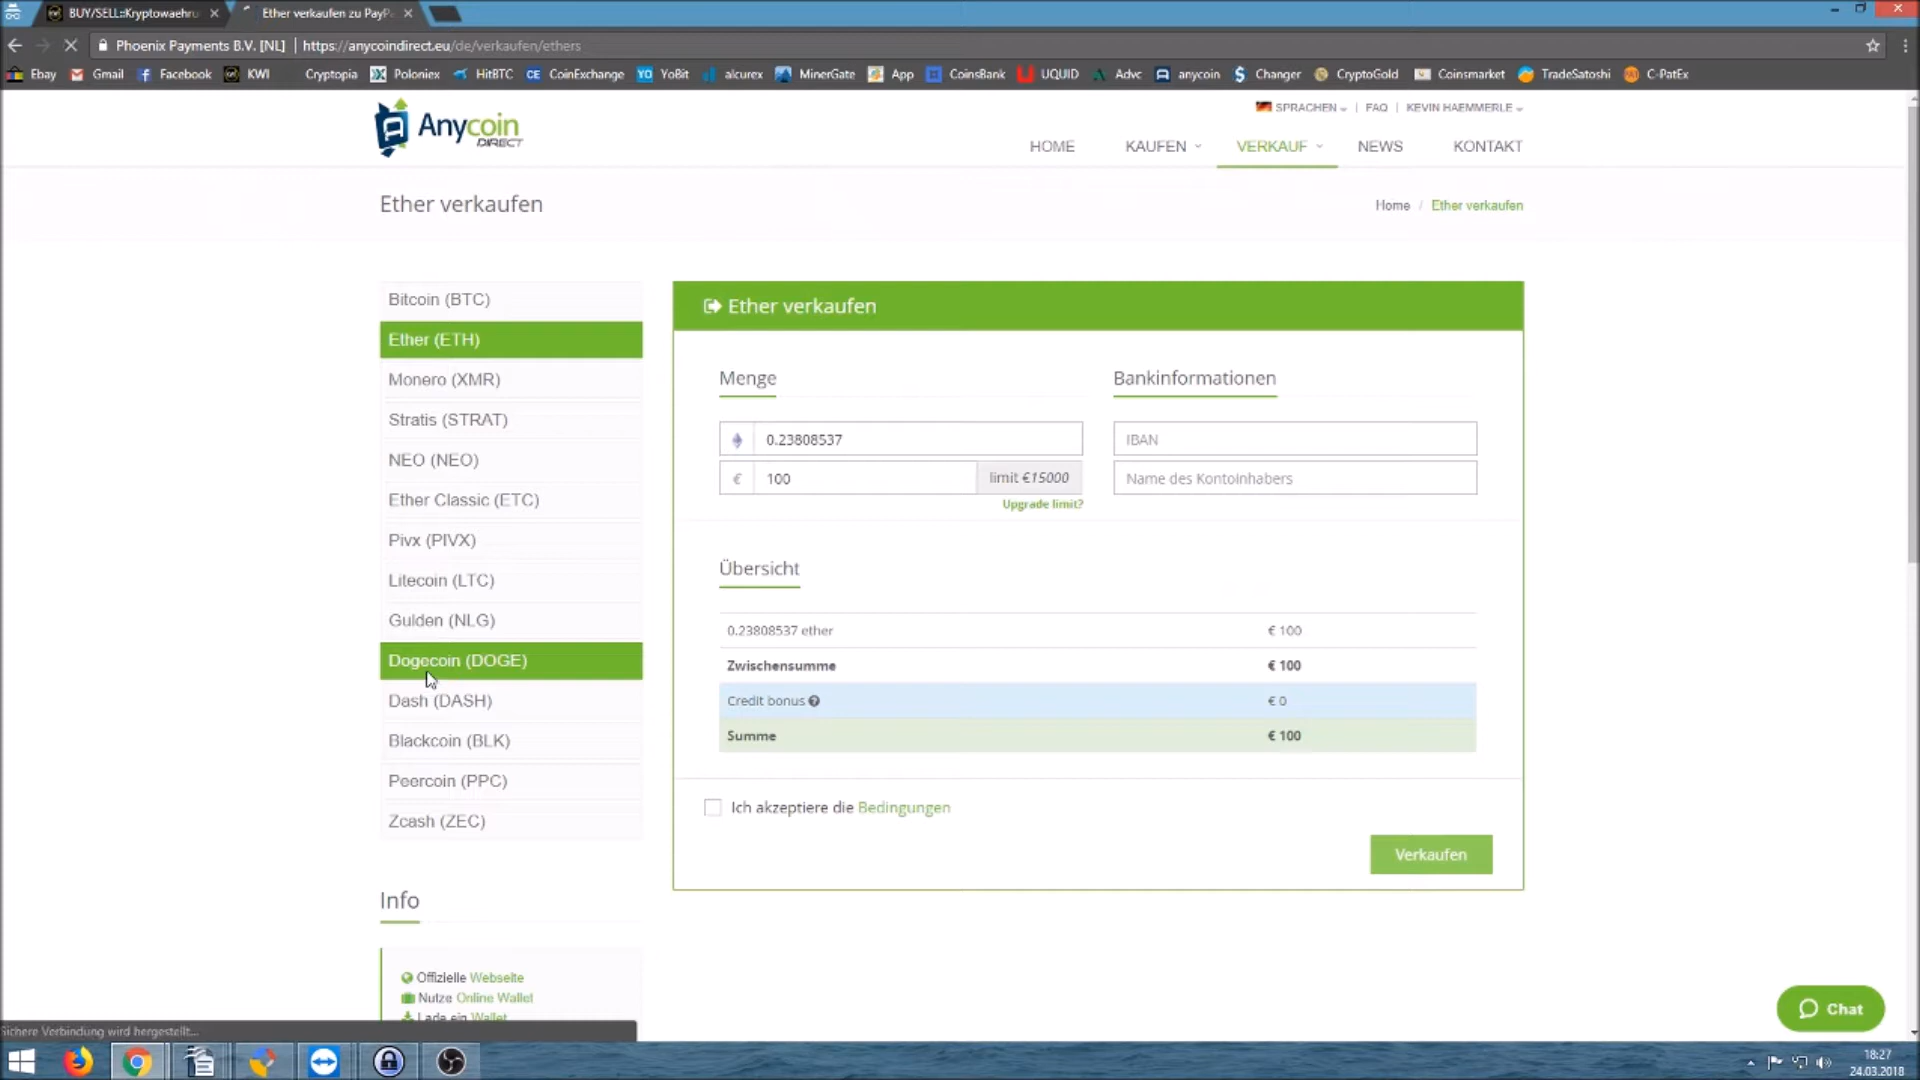 BUY/SELL::Kryptowaehru
Ether verkaufen zu PayP
Phoenix Payments B.V. [NL] | https://anycoindirect.eu/de/verkaufen/ethers
Ebay Gmail Facebook KWI Cryptopia Poloniex HitBTC CoinExchange YoBit alcurex MinerGate App CoinsBank UQUID Advc anycoin Changer CryptoGold Coinsmarket TradeSatoshi C-PatEx
Anycoin
DIRECT
SPRACHEN | FAQ | KEVIN HAEMMERLE
HOME KAUFEN VERKAUF NEWS KONTAKT
Ether verkaufen
Home / Ether verkaufen
Bitcoin (BTC)
Ether (ETH)
Monero (XMR)
Stratis (STRAT)
NEO (NEO)
Ether Classic (ETC)
Pivx (PIVX)
Litecoin (LTC)
Gulden (NLG)
Dogecoin (DOGE)
Dash (DASH)
Blackcoin (BLK)
Peercoin (PPC)
Zcash (ZEC)
Ether verkaufen
Menge
0.23808537
€ 100 limit €15000
Upgrade limit?
Bankinformationen
IBAN
Name des Kontoinhabers
Übersicht
0.23808537 ether € 100
Zwischensumme € 100
Credit bonus € 0
Summe € 100
Ich akzeptiere die Bedingungen
Verkaufen
Info
Offizielle Webseite
Nutze Online Wallet
Lade ein Wallet
Chat
Sichere Verbindung wird hergestellt...
18:27
24.03.2018